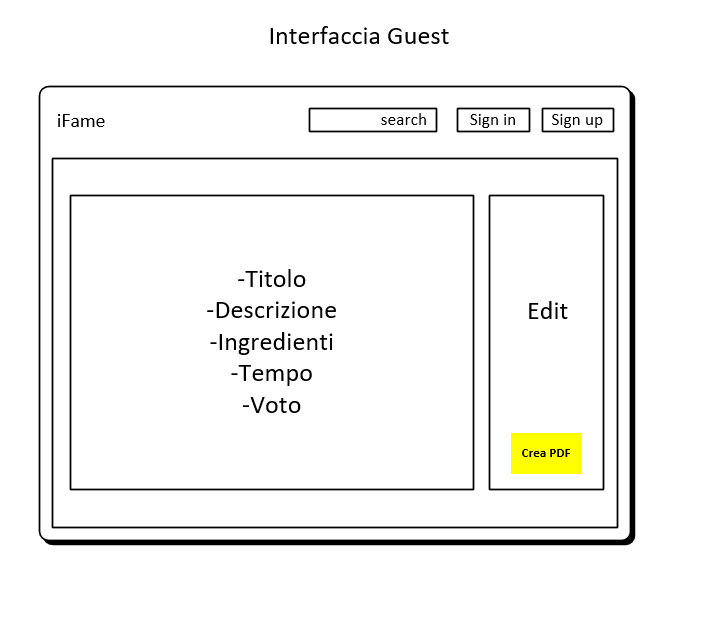 Interfaccia Guest
iFame
search
Sign in
Sign up
-Titolo
-Descrizione
-Ingredienti
-Tempo
-Voto
Edit
Crea PDF